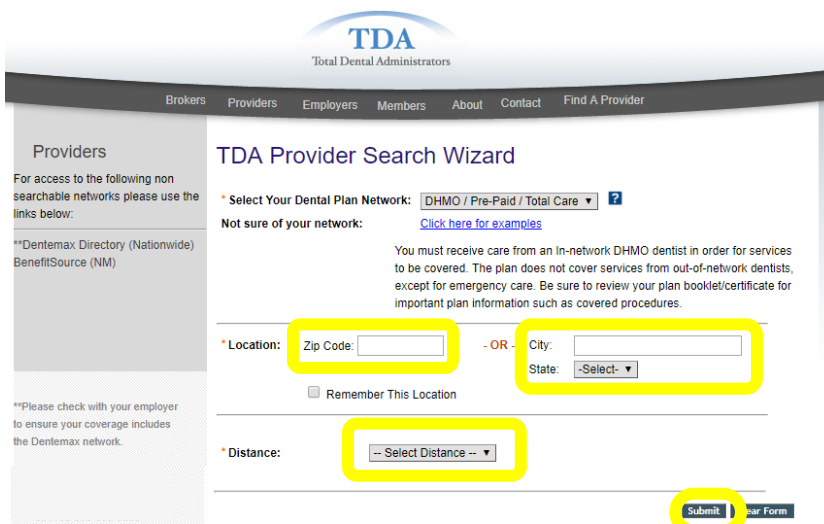 TDA
Total Dental Administrators
Brokers Providers Employers Members About Contact Find A Provider
Providers
For access to the following non
searchable networks please use the
links below:
**Dentemax Directory (Nationwide)
BenefitSource (NM)
**Please check with your employer
to ensure your coverage includes
the Dentemax network.
TDA Provider Search Wizard
* Select Your Dental Plan Network: DHMO / Pre-Paid / Total Care ▼ ?
Not sure of your network: Click here for examples
You must receive care from an In-network DHMO dentist in order for services
to be covered. The plan does not cover services from out-of-network dentists,
except for emergency care. Be sure to review your plan booklet/certificate for
important plan information such as covered procedures.
* Location: Zip Code: - OR - City:
State: -Select- ▼
Remember This Location
* Distance: -- Select Distance -- ▼
Submit ear Form